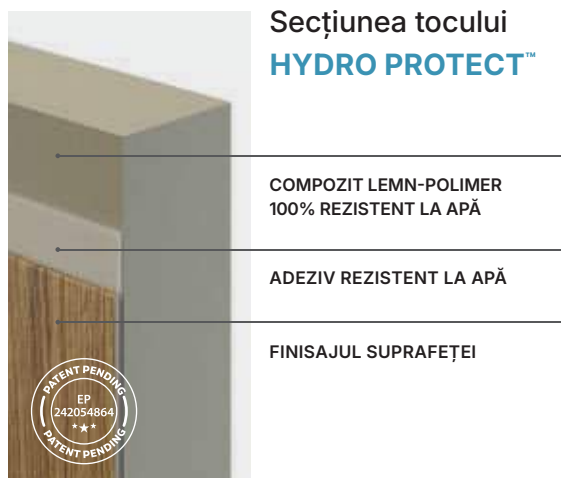 Secțiunea tocului
HYDRO PROTECT™
COMPOZIT LEMN-POLIMER
100% REZISTENT LA APĂ
ADEZIV REZISTENT LA APĂ
FINISAJUL SUPRAFEȚEI
PATENT PENDING
EP
242054864
PATENT PENDING